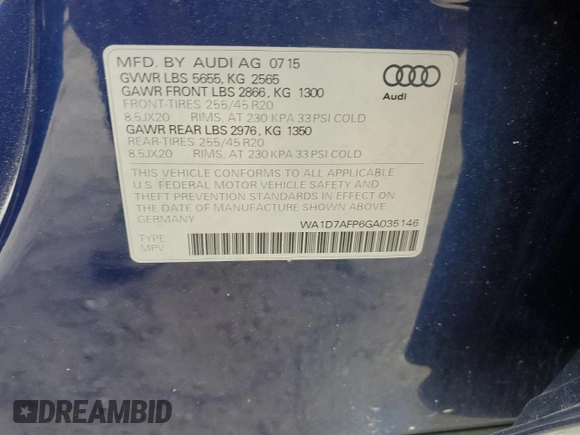 MFD. BY AUDI AG 07 15
GVWR LBS 5655, KG 2565
GAWR FRONT LBS 2866, KG 1300
FRONT-TIRES 255/45 R20
8,5JX20 RIMS, AT 230 KPA 33 PSI COLD
GAWR REAR LBS 2976, KG 1350
REAR-TIRES 255/45 R20
8,5JX20 RIMS, AT 230 KPA 33 PSI COLD
Audi
THIS VEHICLE CONFORMS TO ALL APPLICABLE
U.S. FEDERAL MOTOR VEHICLE SAFETY AND
THEFT PREVENTION STANDARDS IN EFFECT ON
THE DATE OF MANUFACTURE SHOWN ABOVE
GERMANY
WA1D7AFP6GA035146
TYPE
MPV
DREAMBID